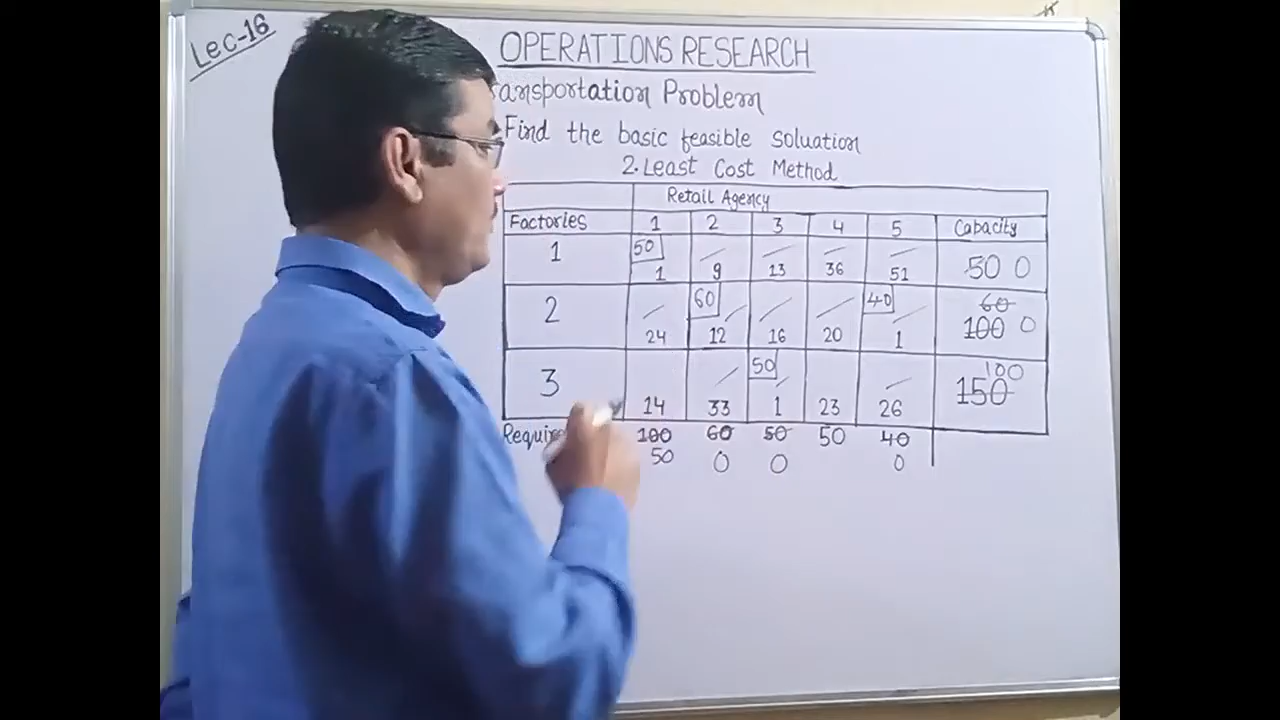 Lec-16
OPERATIONS RESEARCH
ransportation Problem
Find the basic feasible soluation
2. Least Cost Method
Retail Agency
Factories 1 2 3 4 5 Capacity
1 50 50 0
1 9 13 36 51
2 60 40 60
24 12 16 20 1 100 0
3 50 100 0
14 33 1 23 26 150
Requir 100 60 50 50 40
50 0 0 0